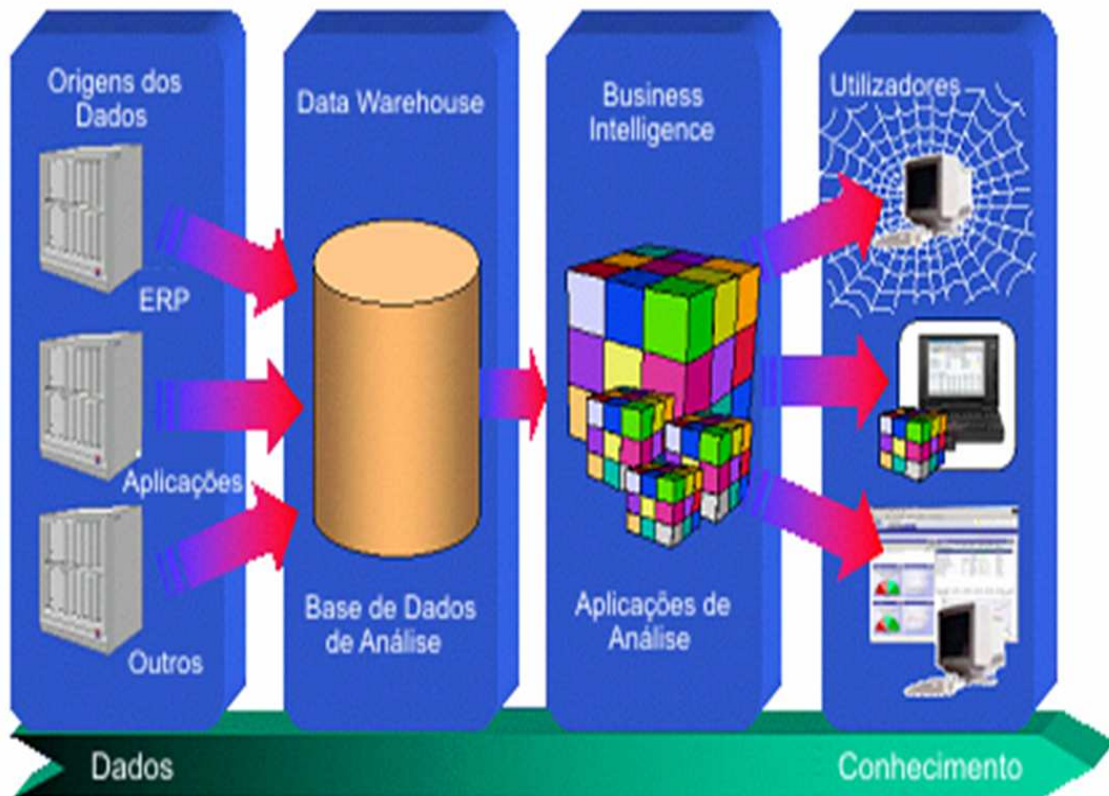 Origens dos
Dados
ERP
Aplicações
Outros
Data Warehouse
Base de Dados
de Análise
Business
Intelligence
Aplicações de
Análise
Utilizadores
Dados
Conhecimento